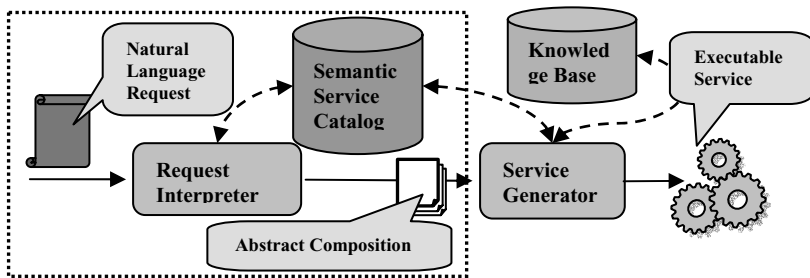 Natural
Language
Request
Semantic
Service
Catalog
Knowled
ge Base
Executable
Service
Request
Interpreter
Service
Generator
Abstract Composition